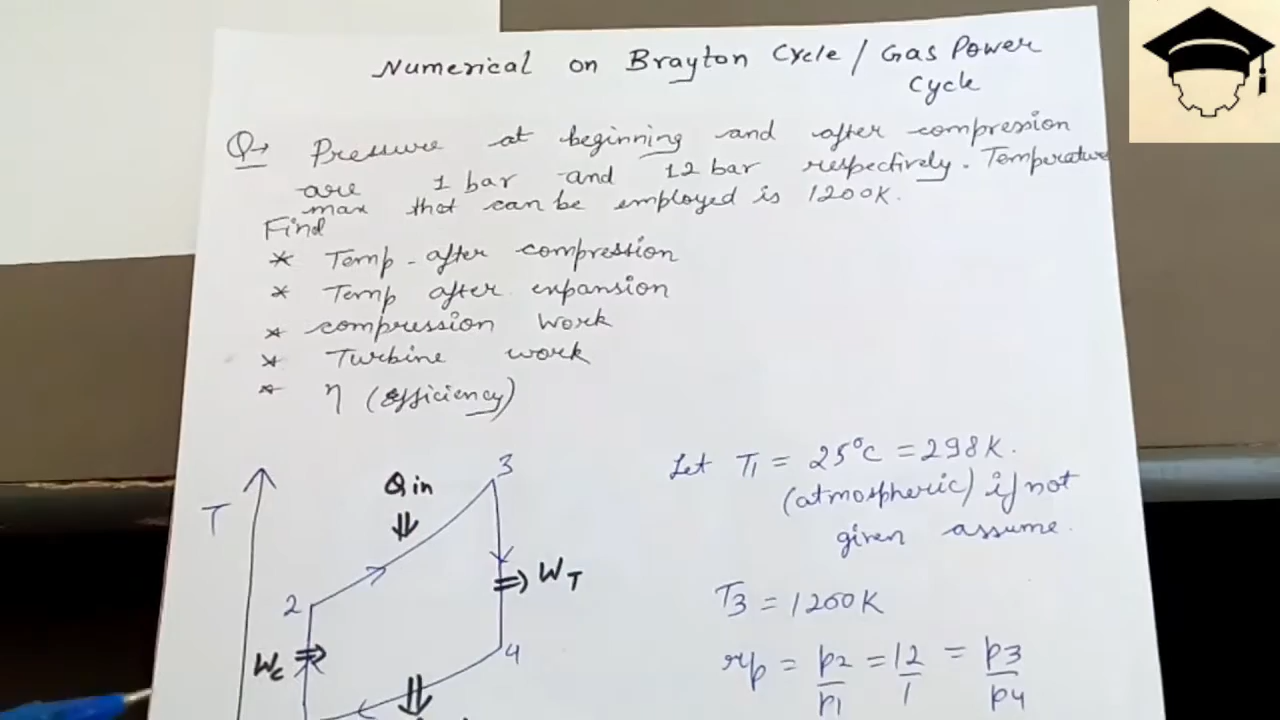 Numerical on Brayton Cycle / Gas Power
Cycle
Q→ Pressure at beginning and after compression
are 1 bar and 12 bar respectively. Temperature
max that can be employed is 1200K.
Find
* Temp. after compression
* Temp after expansion
* compression work
* Turbine work
* η (efficiency)
T
Q in
3
2
W_T
W_c
4
Let T1 = 25°C = 298K.
(atmospheric) if not
given assume.
T3 = 1200K
rp = p2/p1 = 12/1 = p3/p4